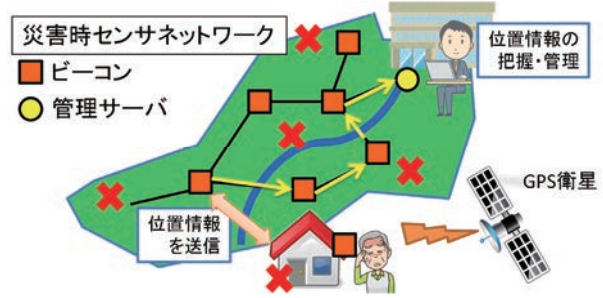 災害時センサネットワーク
ビーコン
管理サーバ
位置情報の
把握・管理
GPS衛星
位置情報
を送信